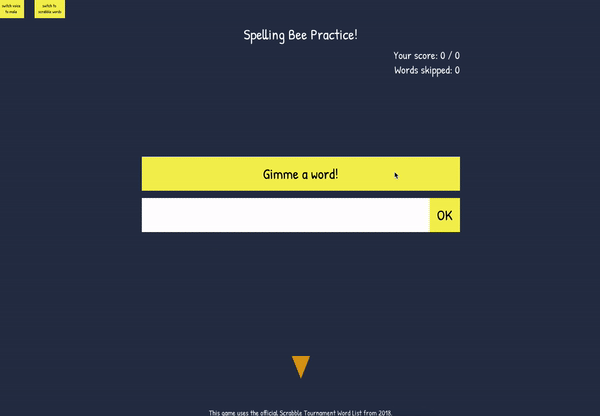 switch voice
to male
switch to
scrabble words
Spelling Bee Practice!
Your score: 0 / 0
Words skipped: 0
Gimme a word!
OK
This game uses the official Scrabble Tournament Word List from 2018.